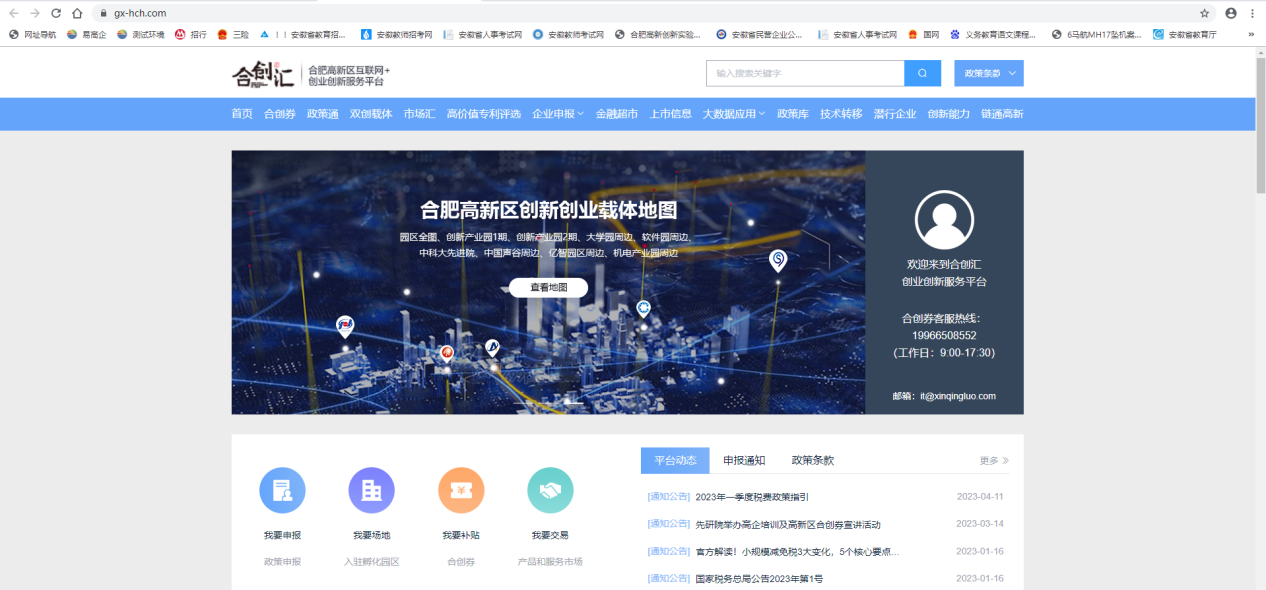 gx-hch.com
网址导航 易高企 测试环境 招行 三险 ！！安徽省教育招... 安徽教师招考网 安徽省人事考试网 安徽教师考试网 合肥高新创新实验... 安徽省民营企业公... 安徽省人事考试网 国网 义务教育语文课程... 6马航MH17坠机案... 安徽省教育厅 »
合创汇
合肥高新区互联网+
创业创新服务平台
输入搜索关键字
政策条款
首页 合创券 政策通 双创载体 市场汇 高价值专利评选 企业申报 金融超市 上市信息 大数据应用 政策库 技术转移 潜行企业 创新能力 链通高新
合肥高新区创新创业载体地图
园区全图、创新产业园1期、创新产业园2期、大学园周边、软件园周边、
中科大先进院、中国声谷周边、亿智园区周边、机电产业园周边
查看地图
欢迎来到合创汇
创业创新服务平台
合创券客服热线：
19966508552
(工作日：9:00-17:30)
邮箱：it@xinqingluo.com
我要申报
政策申报
我要场地
入驻孵化园区
我要补贴
合创券
我要交易
产品和服务市场
平台动态 申报通知 政策条款 更多
[通知公告] 2023年一季度税费政策指引 2023-04-11
[通知公告] 先研院举办高企培训及高新区合创券宣讲活动 2023-03-14
[通知公告] 官方解读！小规模减免税3大变化，5个核心要点... 2023-01-16
[通知公告] 国家税务总局公告2023年第1号 2023-01-16